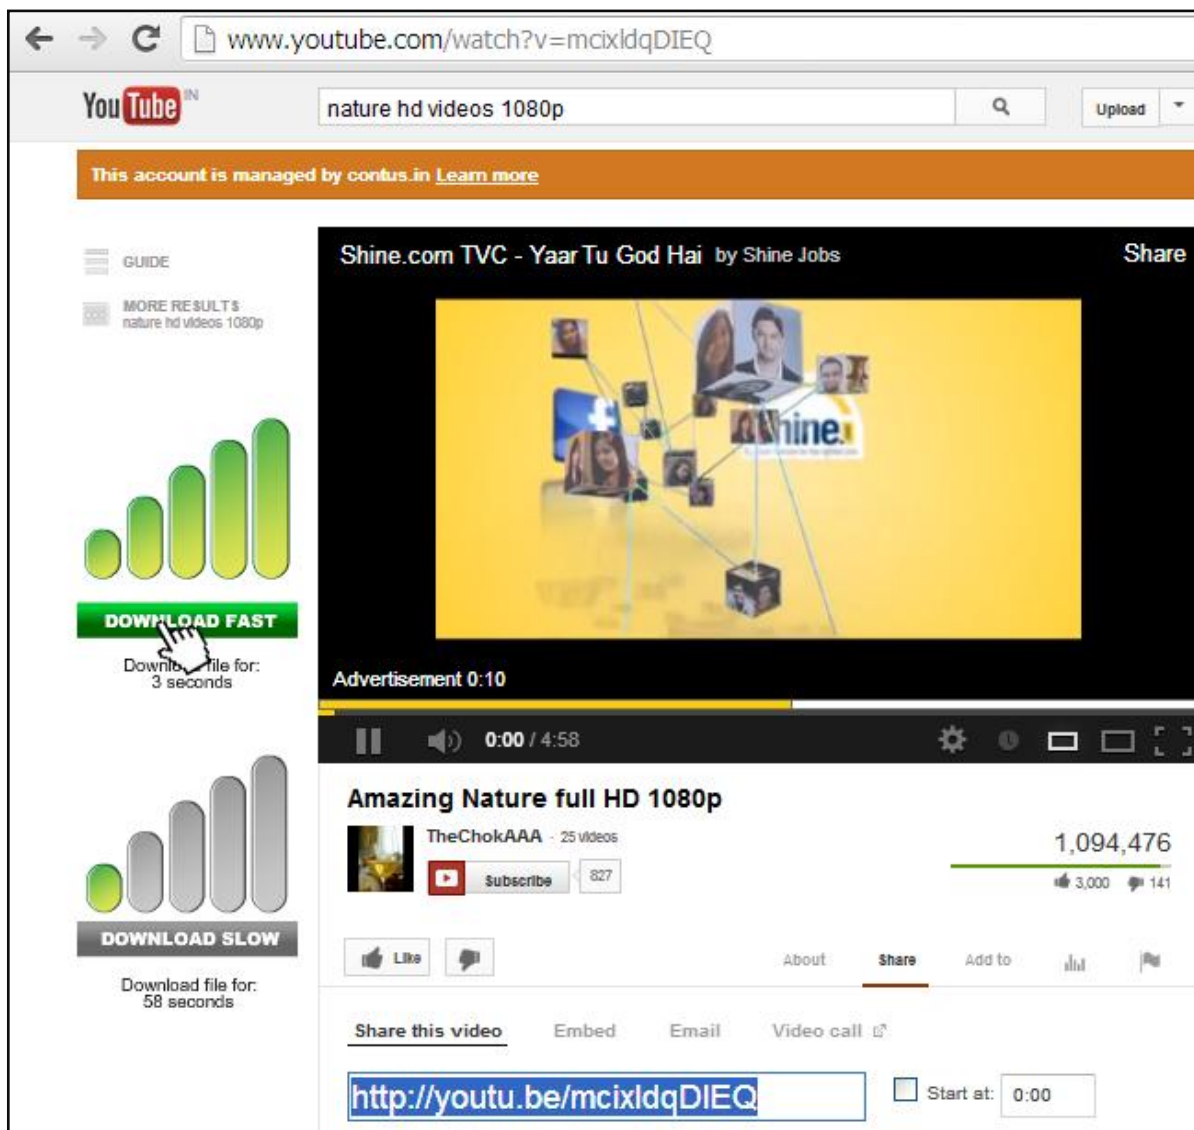 www.youtube.com/watch?v=mcixldqDIEQ
YouTube IN
nature hd videos 1080p
Upload
This account is managed by contus.in Learn more
GUIDE
MORE RESULTS
nature hd videos 1080p
DOWNLOAD FAST
Download file for:
3 seconds
DOWNLOAD SLOW
Download file for:
58 seconds
Shine.com TVC - Yaar Tu God Hai by Shine Jobs
Share
hine.
Advertisement 0:10
0:00 / 4:58
Amazing Nature full HD 1080p
TheChokAAA · 25 videos
Subscribe
827
1,094,476
3,000
141
Like
About
Share
Add to
Share this video
Embed
Email
Video call
http://youtu.be/mcixldqDIEQ
Start at:
0:00